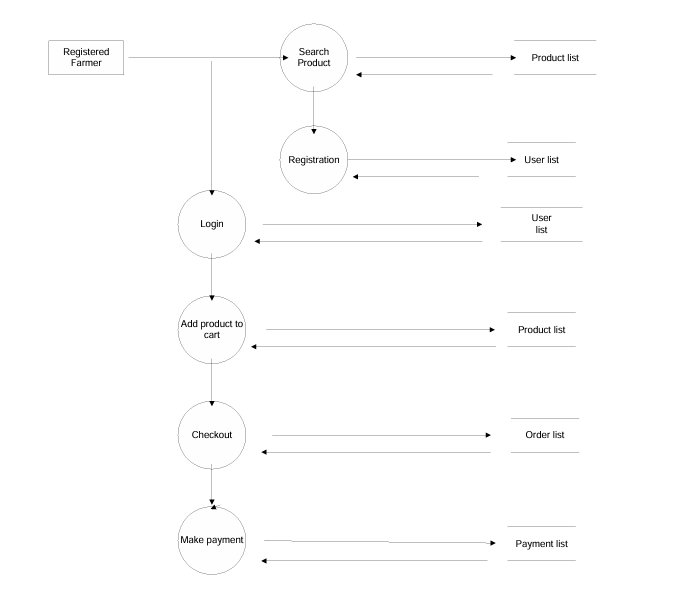 Registered
Farmer
Search
Product
Product list
Registration
User list
Login
User
list
Add product to
cart
Product list
Checkout
Order list
Make payment
Payment list